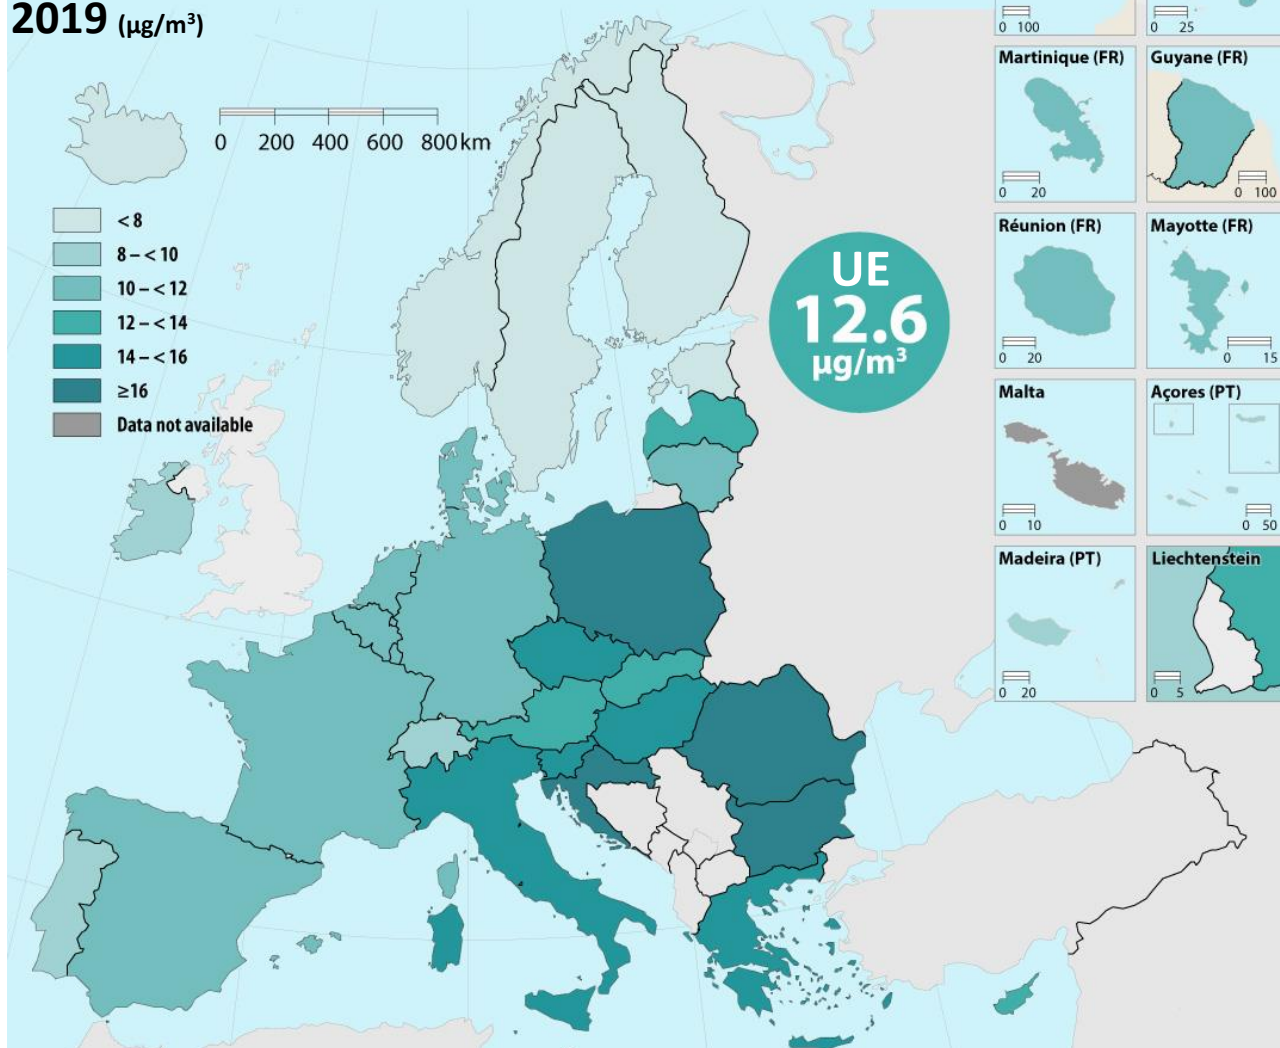 2019 (µg/m³)
0 200 400 600 800 km
< 8
8 – < 10
10 – < 12
12 – < 14
14 – < 16
≥16
Data not available
UE
12.6
µg/m³
0 100
0 25
Martinique (FR)
0 20
Guyane (FR)
0 100
Réunion (FR)
0 20
Mayotte (FR)
0 15
Malta
0 10
Açores (PT)
0 50
Madeira (PT)
0 20
Liechtenstein
0 5